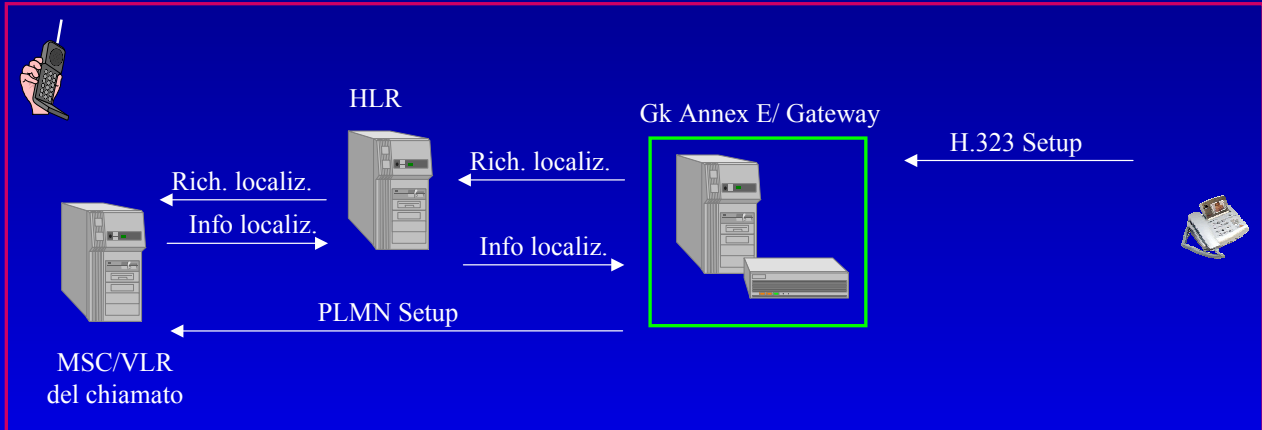 HLR
Gk Annex E/ Gateway
H.323 Setup
Rich. localiz.
Rich. localiz.
Info localiz.
Info localiz.
PLMN Setup
MSC/VLR
del chiamato